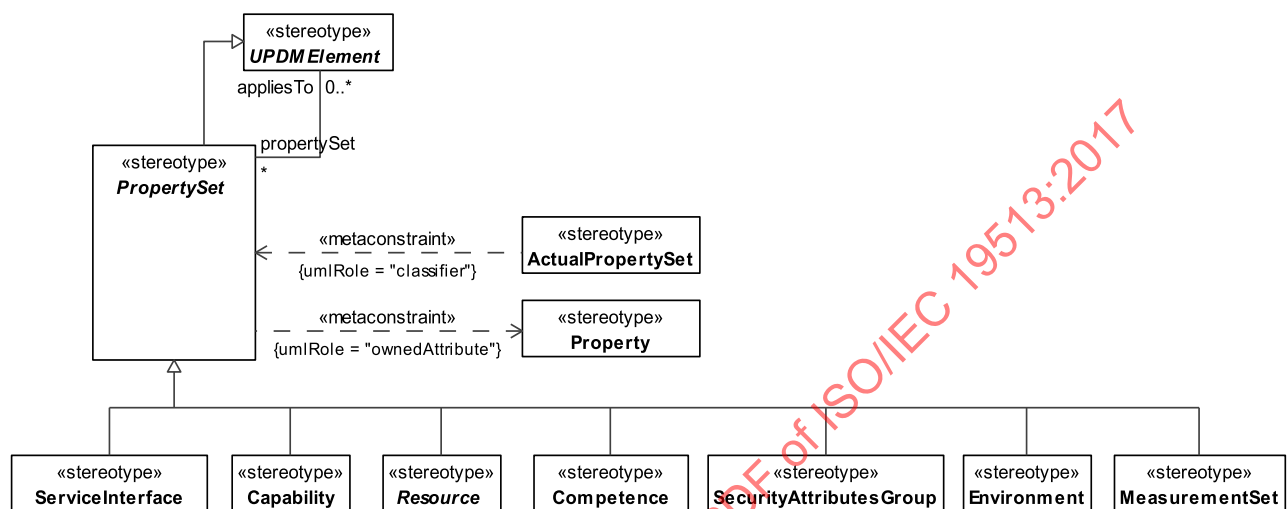 «stereotype»
UPDMElement
appliesTo 0..*
propertySet
*
«stereotype»
PropertySet
«metaconstraint»
{umlRole = "classifier"}
«stereotype»
ActualPropertySet
«metaconstraint»
{umlRole = "ownedAttribute"}
«stereotype»
Property
«stereotype»
ServiceInterface
«stereotype»
Capability
«stereotype»
Resource
«stereotype»
Competence
«stereotype»
SecurityAttributesGroup
«stereotype»
Environment
«stereotype»
MeasurementSet
PDF of ISO/IEC 19513:2017